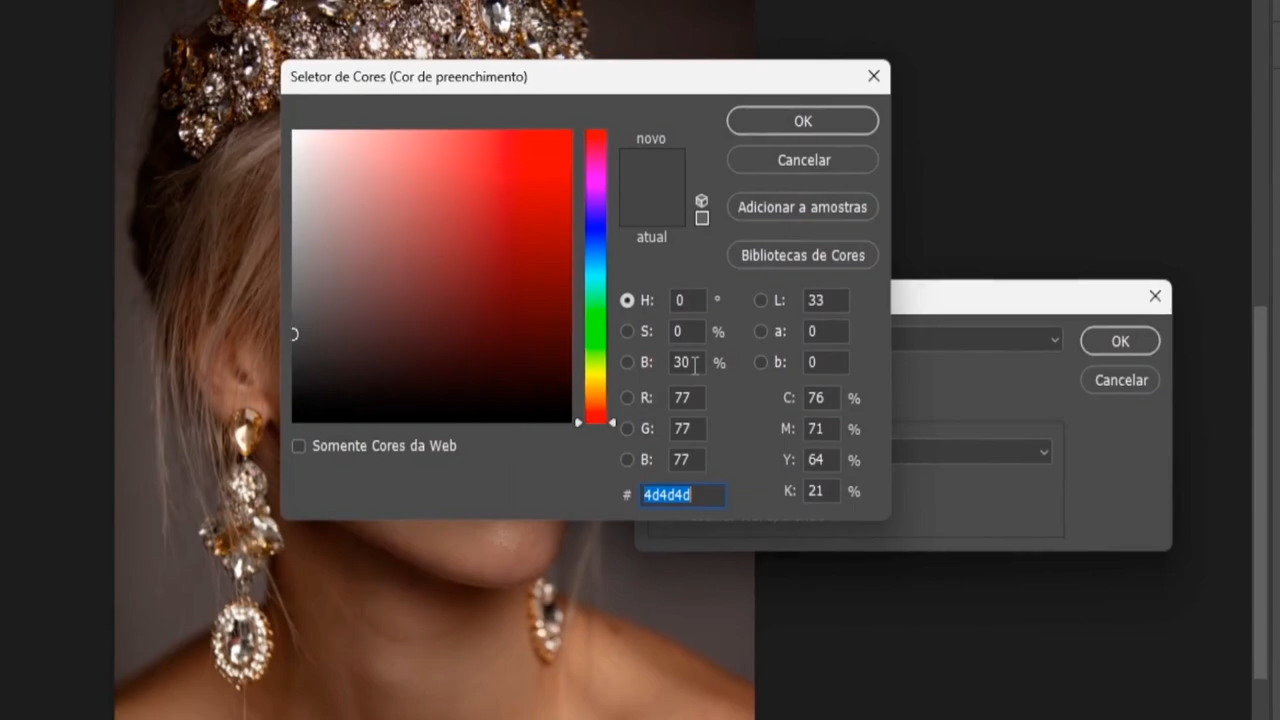 Seletor de Cores (Cor de preenchimento)
novo
atual
OK
Cancelar
Adicionar a amostras
Bibliotecas de Cores
H: 0 °
S: 0 %
B: 30 %
R: 77
G: 77
B: 77
# 4d4d4d
L: 33
a: 0
b: 0
C: 76 %
M: 71 %
Y: 64 %
K: 21 %
Somente Cores da Web
OK
Cancelar